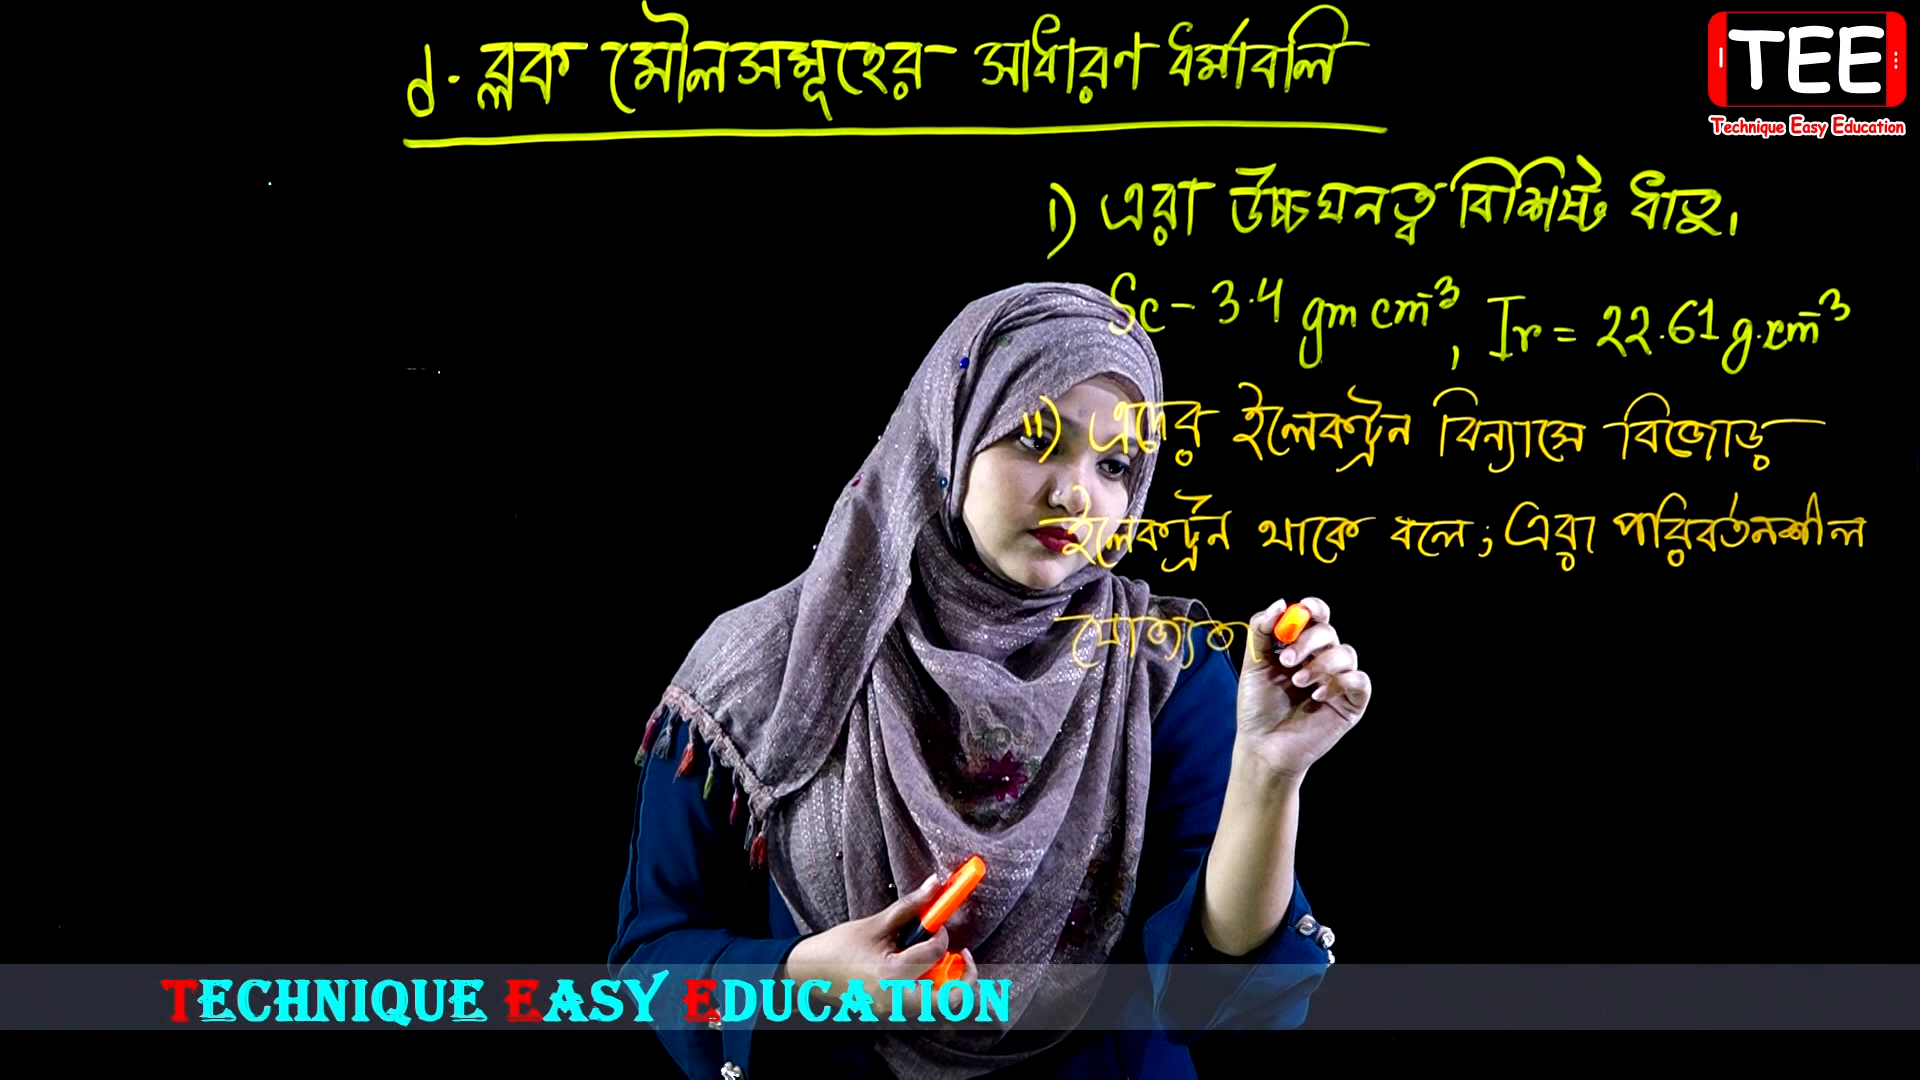 d - ব্লক মৌলসমূহের সাধারণ ধর্মাবলি
TEE
Technique Easy Education
i) এরা উচ্চঘনত্ব বিশিষ্ট ধাতু।
Sc - 3.4 gm cm⁻³, Ir = 22.61 g.cm⁻³
ii) এদের ইলেকট্রন বিন্যাসে বিজোড়
ইলেকট্রন থাকে বলে; এরা পরিবর্তনশীল
যোজ্যতা
TECHNIQUE EASY EDUCATION